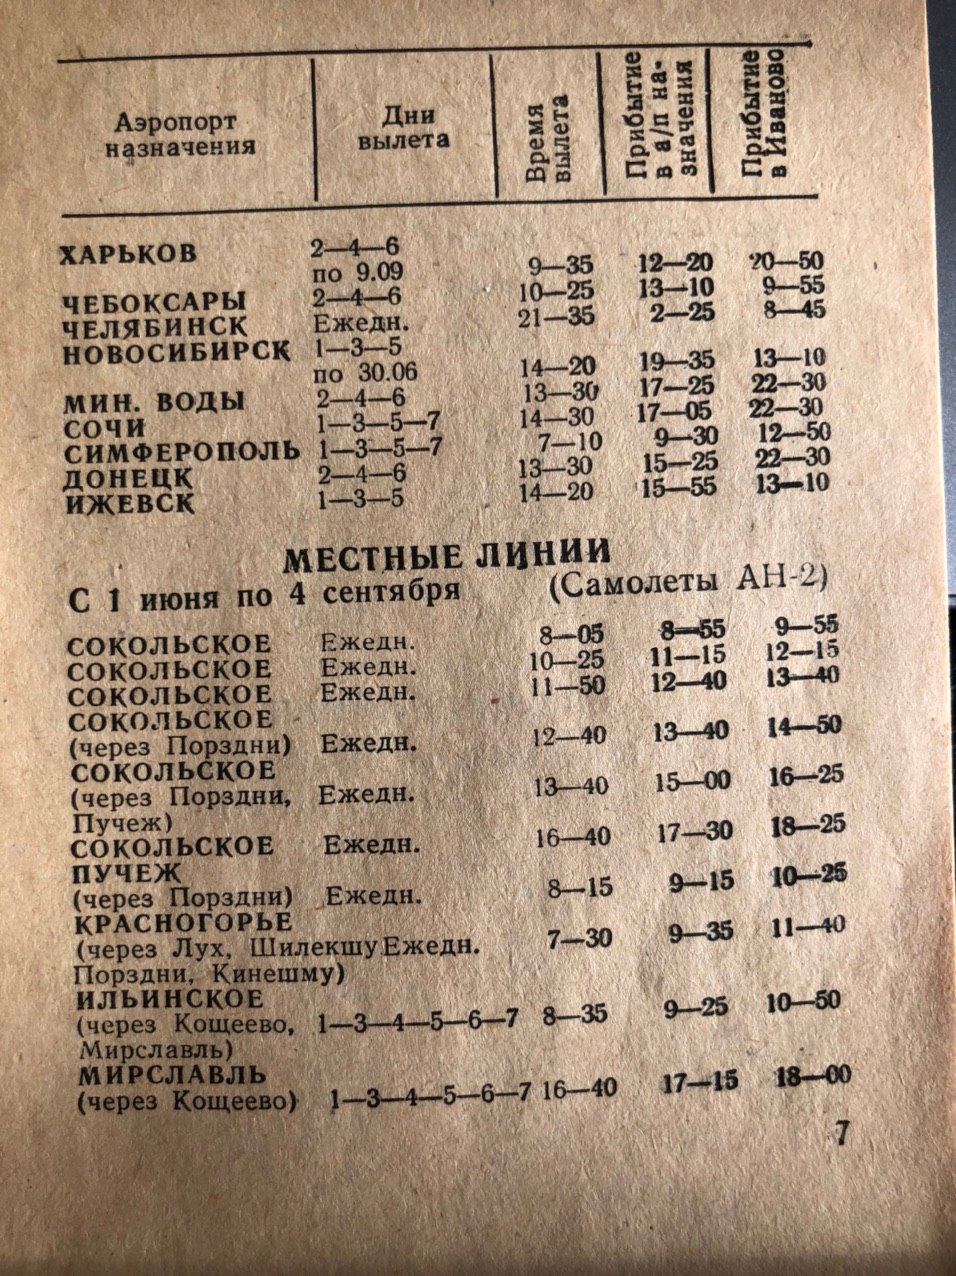 Аэропорт назначения Дни вылета Время вылета Прибытие в а/п на-значения Прибытие в Иваново
ХАРЬКОВ 2—4—6
по 9.09 9—35 12—20 20—50
ЧЕБОКСАРЫ 2—4—6 10—25 13—10 9—55
ЧЕЛЯБИНСК Ежедн. 21—35 2—25 8—45
НОВОСИБИРСК 1—3—5
по 30.06 14—20 19—35 13—10
МИН. ВОДЫ 2—4—6 13—30 17—25 22—30
СОЧИ 1—3—5—7 14—30 17—05 22—30
СИМФЕРОПОЛЬ 1—3—5—7 7—10 9—30 12—50
ДОНЕЦК 2—4—6 13—30 15—25 22—30
ИЖЕВСК 1—3—5 14—20 15—55 13—10
МЕСТНЫЕ ЛИНИИ
С 1 июня по 4 сентября (Самолеты АН-2)
СОКОЛЬСКОЕ Ежедн. 8—05 8—55 9—55
СОКОЛЬСКОЕ Ежедн. 10—25 11—15 12—15
СОКОЛЬСКОЕ Ежедн. 11—50 12—40 13—40
СОКОЛЬСКОЕ
(через Порздни) Ежедн. 12—40 13—40 14—50
СОКОЛЬСКОЕ
(через Порздни, Ежедн. 13—40 15—00 16—25
Пучеж)
СОКОЛЬСКОЕ Ежедн. 16—40 17—30 18—25
ПУЧЕЖ
(через Порздни) Ежедн. 8—15 9—15 10—25
КРАСНОГОРЬЕ
(через Лух, Шилекшу Ежедн. 7—30 9—35 11—40
Порздни, Кинешму)
ИЛЬИНСКОЕ
(через Кощеево, 1—3—4—5—6—7 8—35 9—25 10—50
Мирславль)
МИРСЛАВЛЬ
(через Кощеево) 1—3—4—5—6—7 16—40 17—15 18—00
7